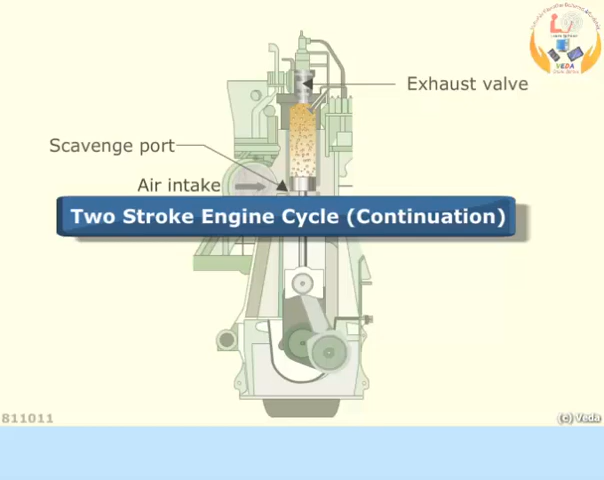 Exhaust valve
Scavenge port
Air intake
Two Stroke Engine Cycle (Continuation)
VEDA
811011
(c) Veda